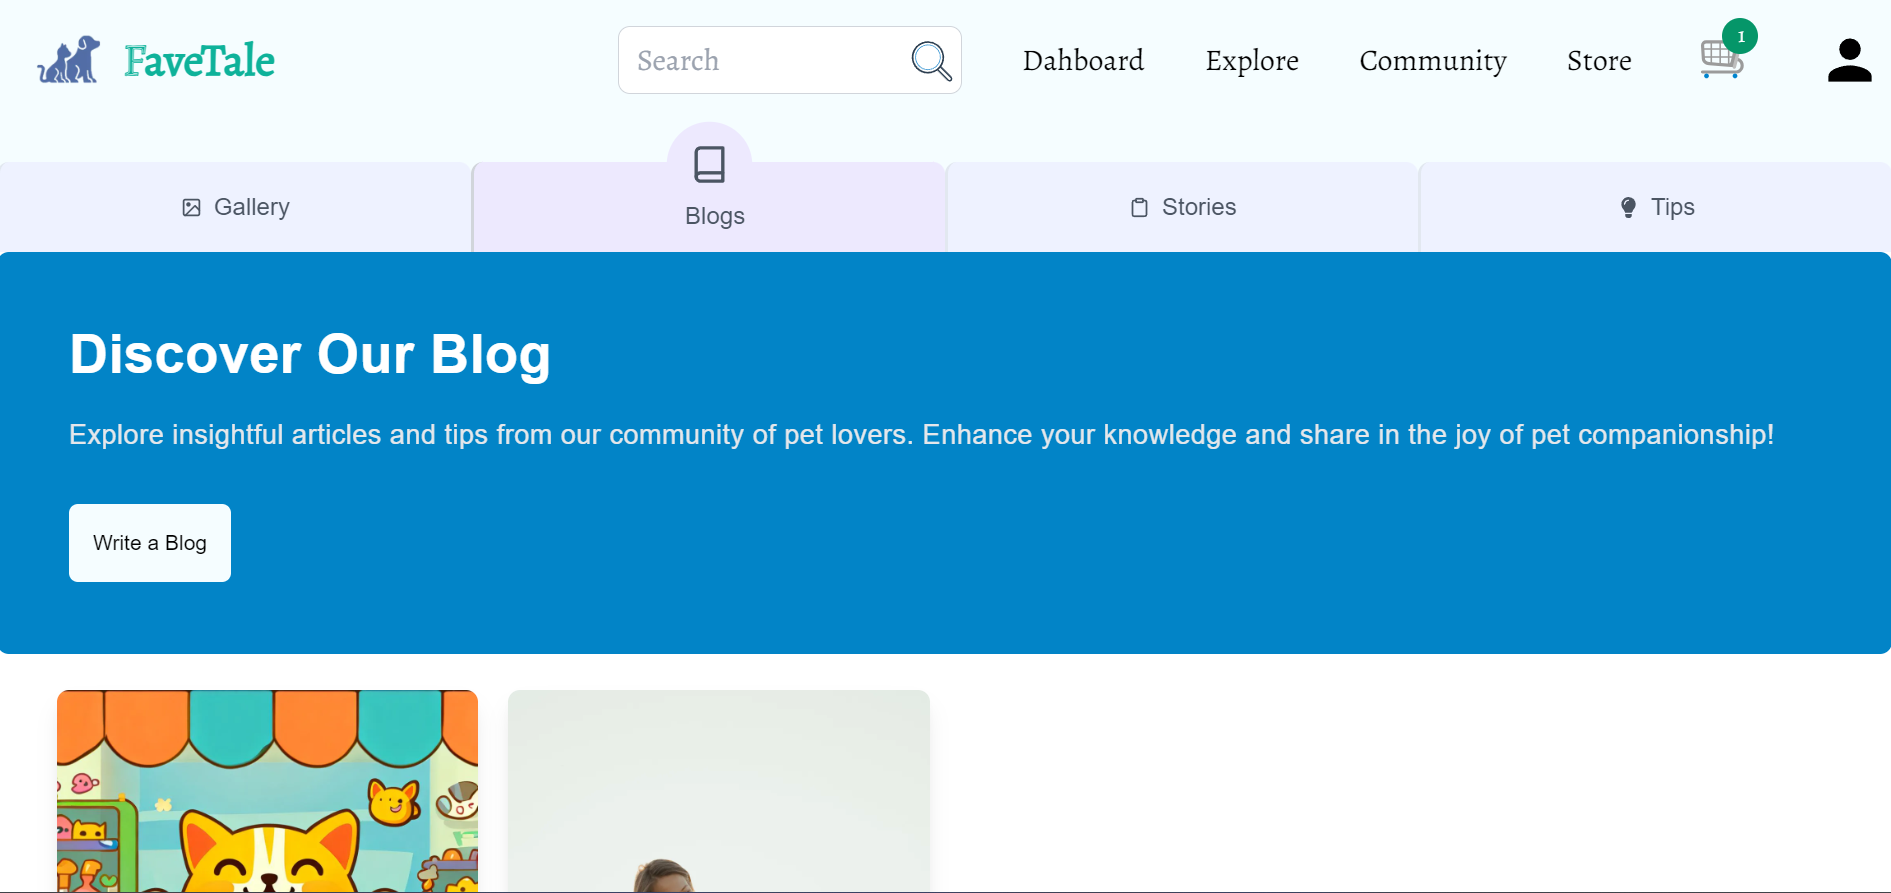 FaveTale
Search
Dahboard
Explore
Community
Store
1
Gallery
Blogs
Stories
Tips
Discover Our Blog
Explore insightful articles and tips from our community of pet lovers. Enhance your knowledge and share in the joy of pet companionship!
Write a Blog